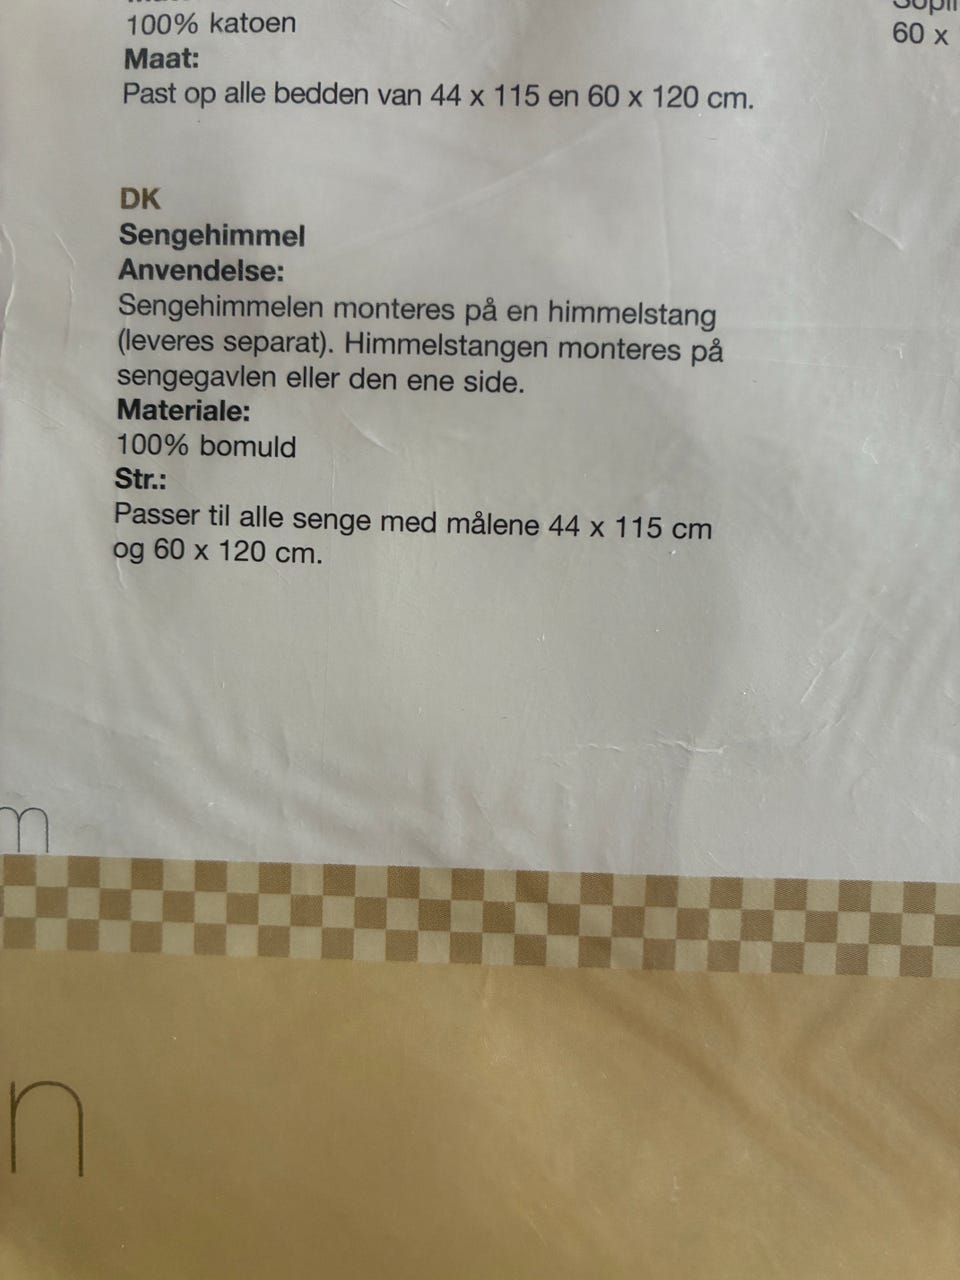 100% katoen
Maat:
Past op alle bedden van 44 x 115 en 60 x 120 cm.
60 x
DK
Sengehimmel
Anvendelse:
Sengehimmelen monteres på en himmelstang
(leveres separat). Himmelstangen monteres på
sengegavlen eller den ene side.
Materiale:
100% bomuld
Str.:
Passer til alle senge med målene 44 x 115 cm
og 60 x 120 cm.
m
n